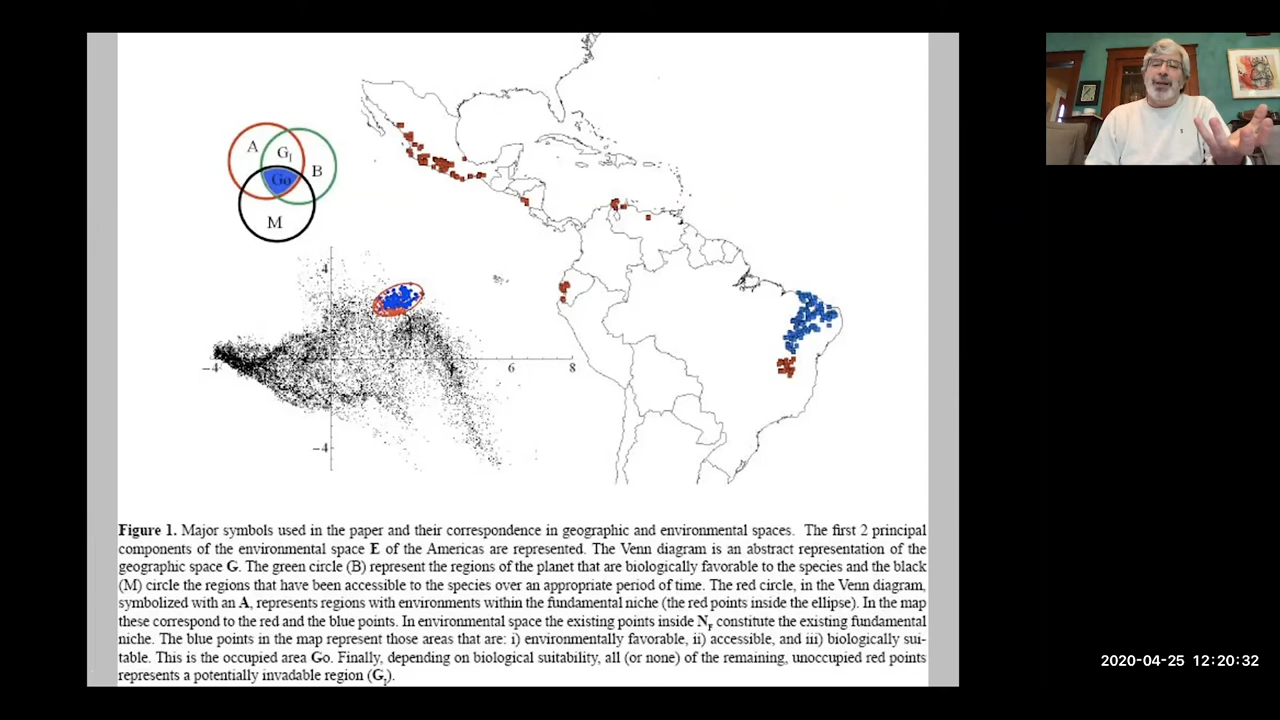 A
G_I
B
Go
M
4
-4
6
8
-4
Figure 1. Major symbols used in the paper and their correspondence in geographic and environmental spaces. The first 2 principal
components of the environmental space E of the Americas are represented. The Venn diagram is an abstract representation of the
geographic space G. The green circle (B) represent the regions of the planet that are biologically favorable to the species and the black
(M) circle the regions that have been accessible to the species over an appropriate period of time. The red circle, in the Venn diagram,
symbolized with an A, represents regions with environments within the fundamental niche (the red points inside the ellipse). In the map
these correspond to the red and the blue points. In environmental space the existing points inside N_F constitute the existing fundamental
niche. The blue points in the map represent those areas that are: i) environmentally favorable, ii) accessible, and iii) biologically sui-
table. This is the occupied area Go. Finally, depending on biological suitability, all (or none) of the remaining, unoccupied red points
represents a potentially invadable region (G_I).
2020-04-25 12:20:32